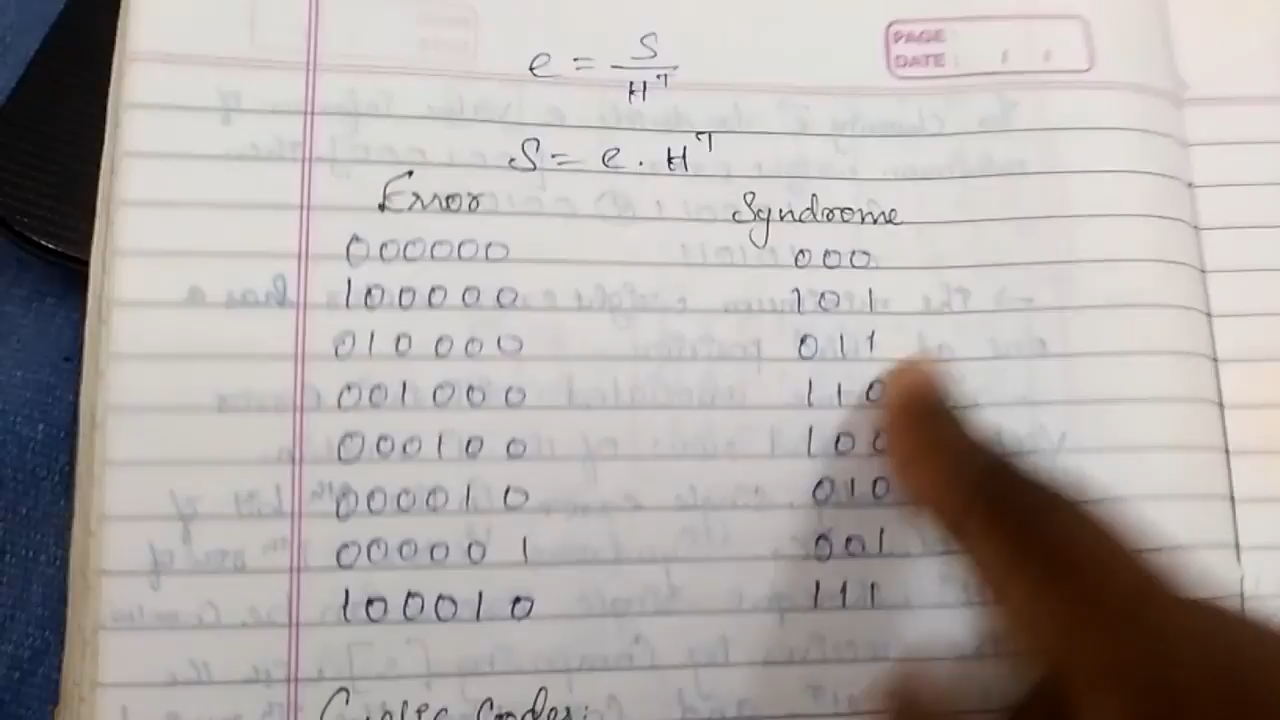 PAGE
DATE
e = S / H^T
S = e . H^T
Error Syndrome
000000 000
100000 101
010000 011
001000 110
000100 100
000010 010
000001 001
100010 111
Codes: